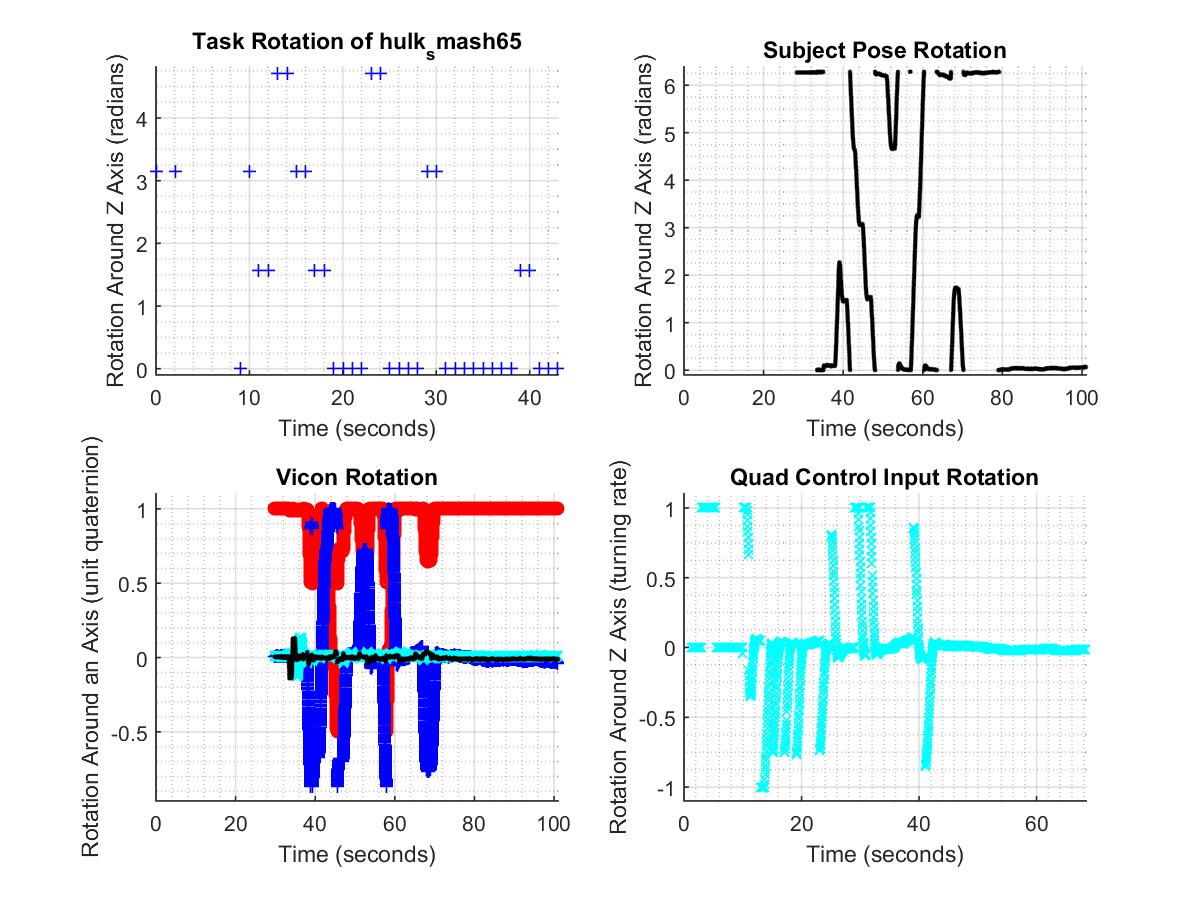 Task Rotation of hulksmash65
Rotation Around Z Axis (radians)
4
3
2
1
0
0 10 20 30 40
Time (seconds)
Subject Pose Rotation
Rotation Around Z Axis (radians)
6
5
4
3
2
1
0
0 20 40 60 80 100
Time (seconds)
Vicon Rotation
Rotation Around an Axis (unit quaternion)
1
0.5
0
-0.5
0 20 40 60 80 100
Time (seconds)
Quad Control Input Rotation
Rotation Around Z Axis (turning rate)
1
0.5
0
-0.5
-1
0 20 40 60
Time (seconds)